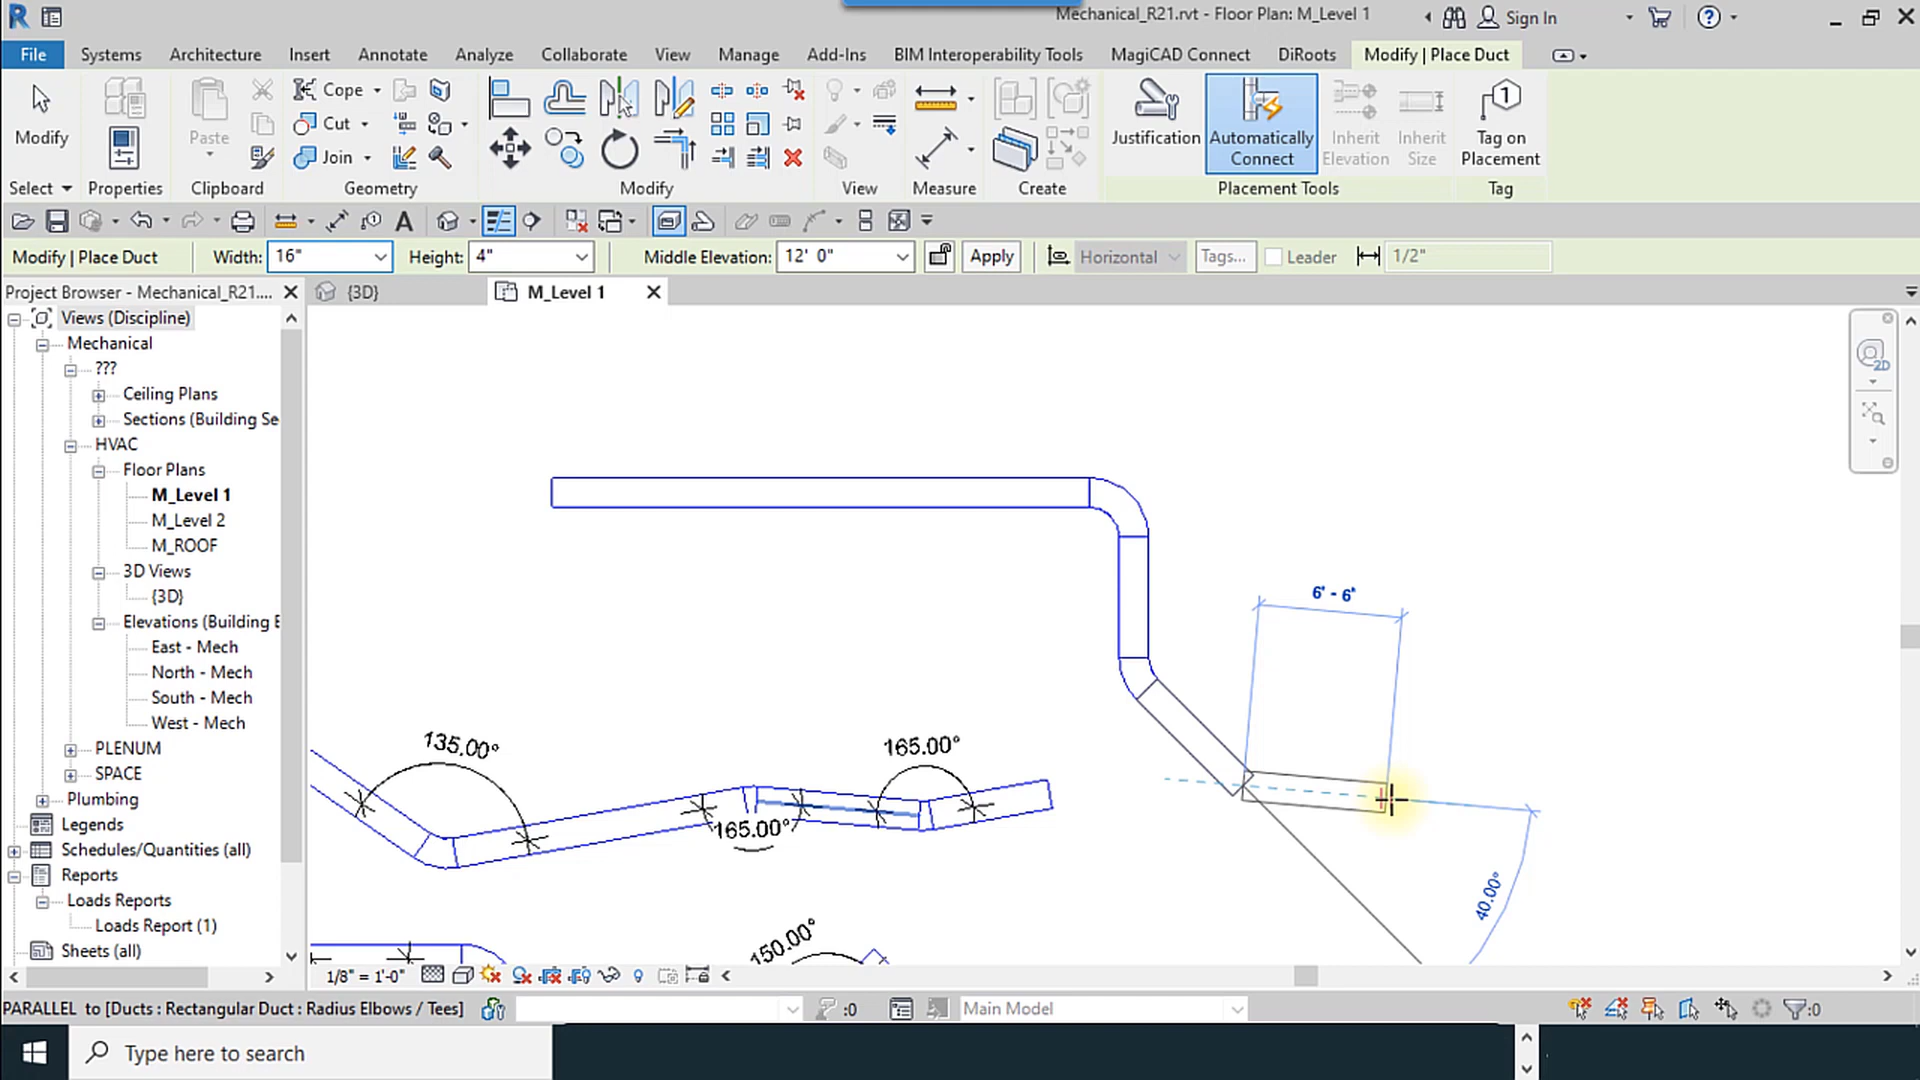 Mechanical_R21.rvt - Floor Plan: M_Level 1
Sign In
File Systems Architecture Insert Annotate Analyze Collaborate View Manage Add-Ins BIM Interoperability Tools MagiCAD Connect DiRoots Modify | Place Duct
Modify
Paste
Cope
Cut
Join
Justification
Automatically
Connect
Inherit
Elevation
Inherit
Size
Tag on
Placement
Select Properties Clipboard Geometry Modify View Measure Create Placement Tools Tag
Modify | Place Duct Width: 16" Height: 4" Middle Elevation: 12' 0" Apply Horizontal Tags... Leader 1/2"
Project Browser - Mechanical_R21....
{3D}
M_Level 1
Views (Discipline)
Mechanical
???
Ceiling Plans
Sections (Building Se
HVAC
Floor Plans
M_Level 1
M_Level 2
M_ROOF
3D Views
{3D}
Elevations (Building E
East - Mech
North - Mech
South - Mech
West - Mech
PLENUM
SPACE
Plumbing
Legends
Schedules/Quantities (all)
Reports
Loads Reports
Loads Report (1)
Sheets (all)
2D
6' - 6"
135.00°
165.00°
165.00°
40.00°
150.00°
1/8" = 1'-0"
PARALLEL to [Ducts : Rectangular Duct : Radius Elbows / Tees]
:0
Main Model
:0
Type here to search